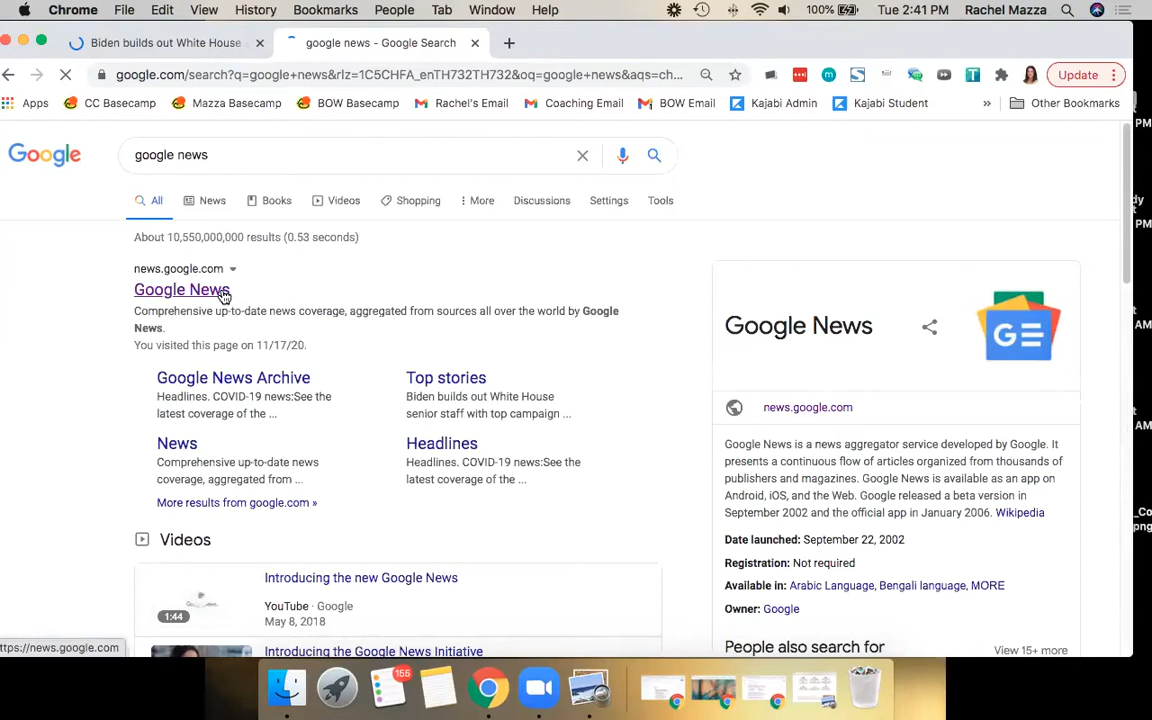 Chrome File Edit View History Bookmarks People Tab Window Help 100% Tue 2:41 PM Rachel Mazza
Biden builds out White House
google news - Google Search
google.com/search?q=google+news&rlz=1C5CHFA_enTH732TH732&oq=google+news&aqs=ch...
Update
Apps CC Basecamp Mazza Basecamp BOW Basecamp Rachel's Email Coaching Email BOW Email Kajabi Admin Kajabi Student » Other Bookmarks
PM
Google
google news
All News Books Videos Shopping More Discussions Settings Tools
dy
t PM
About 10,550,000,000 results (0.53 seconds)
news.google.com
Google News
Comprehensive up-to-date news coverage, aggregated from sources all over the world by Google
News.
You visited this page on 11/17/20.
Google News Archive
Headlines. COVID-19 news:See the
latest coverage of the ...
Top stories
Biden builds out White House
senior staff with top campaign ...
News
Comprehensive up-to-date news
coverage, aggregated from ...
Headlines
Headlines. COVID-19 news:See the
latest coverage of the ...
More results from google.com »
Videos
Introducing the new Google News
YouTube · Google
May 8, 2018
1:44
Introducing the Google News Initiative
Google News
GE
news.google.com
Google News is a news aggregator service developed by Google. It
presents a continuous flow of articles organized from thousands of
publishers and magazines. Google News is available as an app on
Android, iOS, and the Web. Google released a beta version in
September 2002 and the official app in January 2006. Wikipedia
Date launched: September 22, 2002
Registration: Not required
Available in: Arabic Language, Bengali language, MORE
Owner: Google
People also search for
View 15+ more
t
AM
t
AM
_Co
png
ttps://news.google.com
155